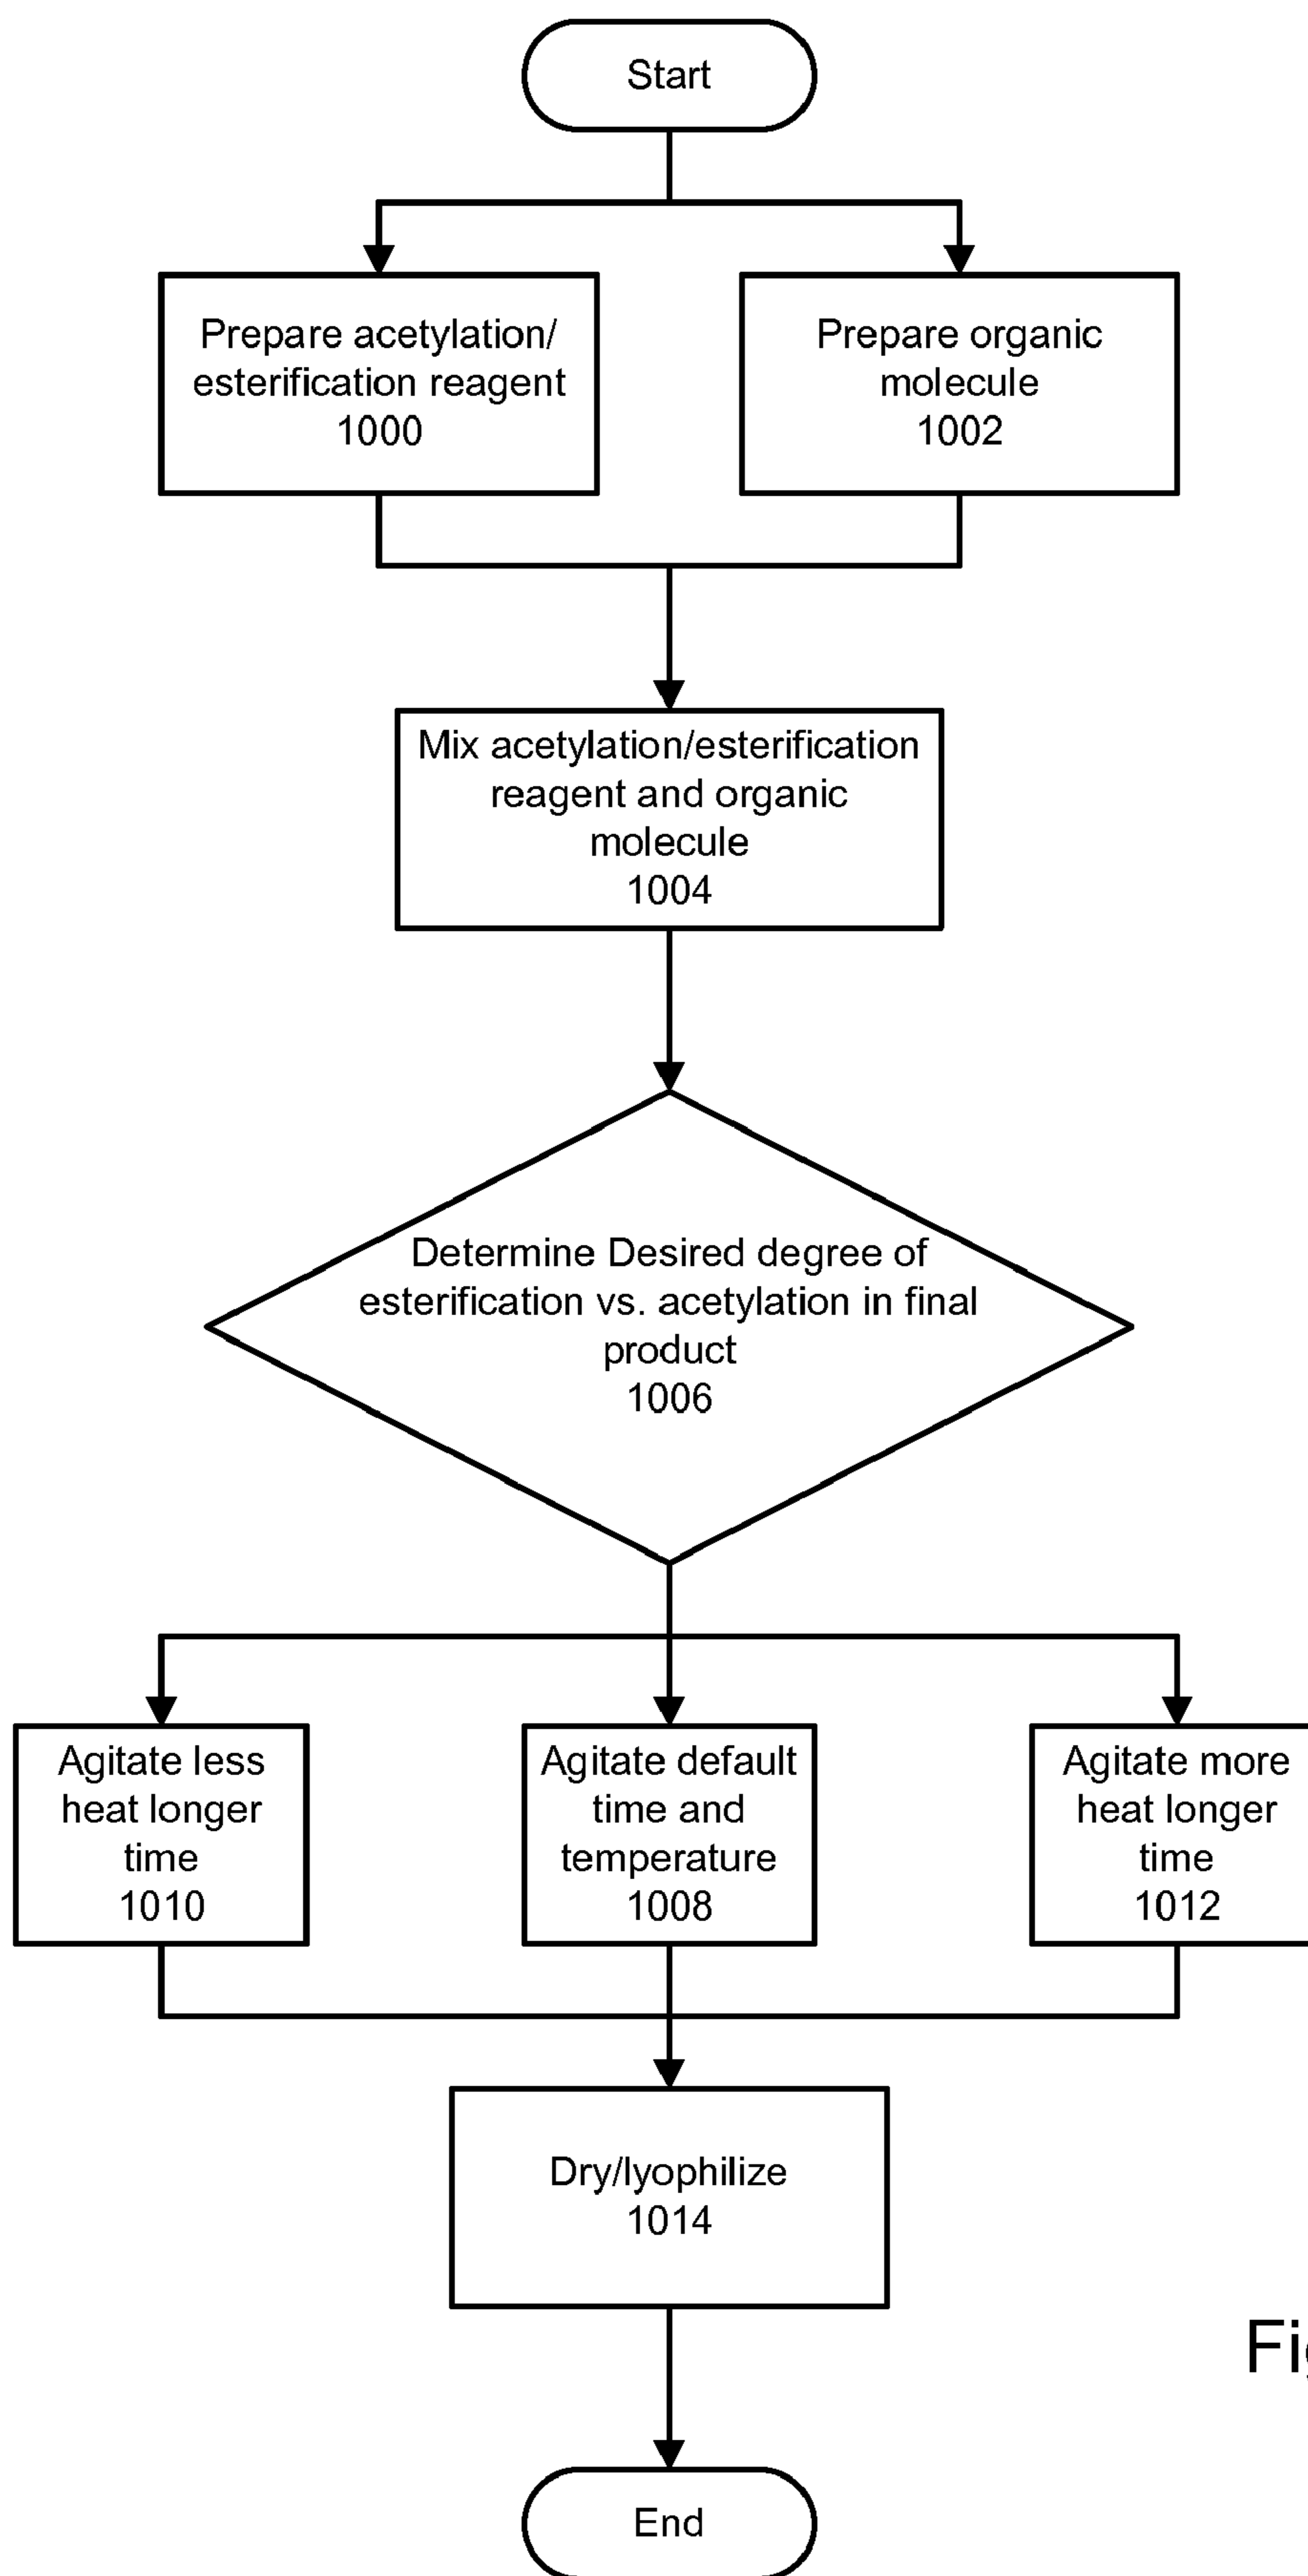 Start
Prepare acetylation/
esterification reagent
1000
Prepare organic
molecule
1002
Mix acetylation/esterification
reagent and organic
molecule
1004
Determine Desired degree of
esterification vs. acetylation in final
product
1006
Agitate less
heat longer
time
1010
Agitate default
time and
temperature
1008
Agitate more
heat longer
time
1012
Dry/lyophilize
1014
End